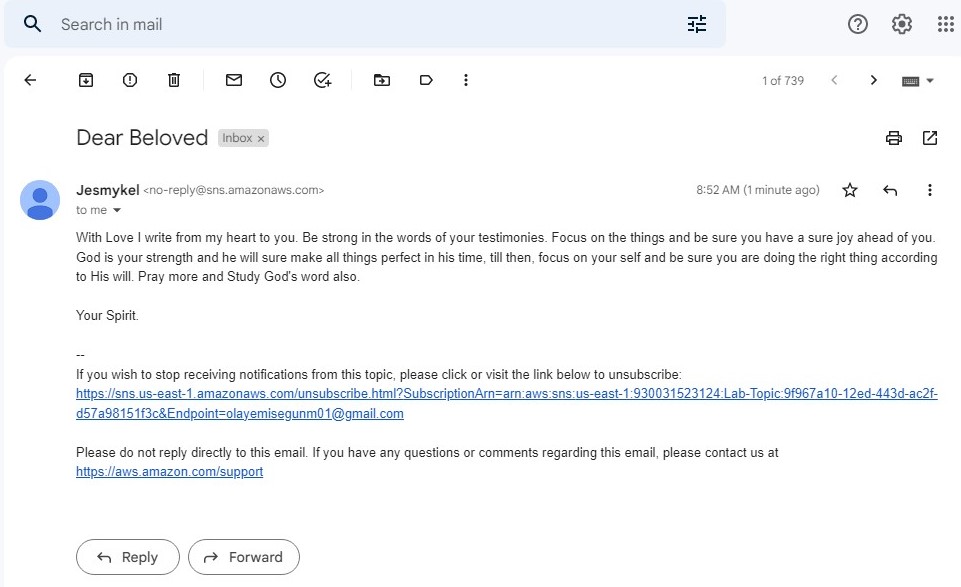 Search in mail
1 of 739
Dear Beloved Inbox ×
Jesmykel <no-reply@sns.amazonaws.com> 8:52 AM (1 minute ago)
to me
With Love I write from my heart to you. Be strong in the words of your testimonies. Focus on the things and be sure you have a sure joy ahead of you.
God is your strength and he will sure make all things perfect in his time, till then, focus on your self and be sure you are doing the right thing according
to His will. Pray more and Study God's word also.
Your Spirit.
--
If you wish to stop receiving notifications from this topic, please click or visit the link below to unsubscribe:
https://sns.us-east-1.amazonaws.com/unsubscribe.html?SubscriptionArn=arn:aws:sns:us-east-1:930031523124:Lab-Topic:9f967a10-12ed-443d-ac2f-
d57a98151f3c&Endpoint=olayemisegunm01@gmail.com
Please do not reply directly to this email. If you have any questions or comments regarding this email, please contact us at
https://aws.amazon.com/support
Reply Forward